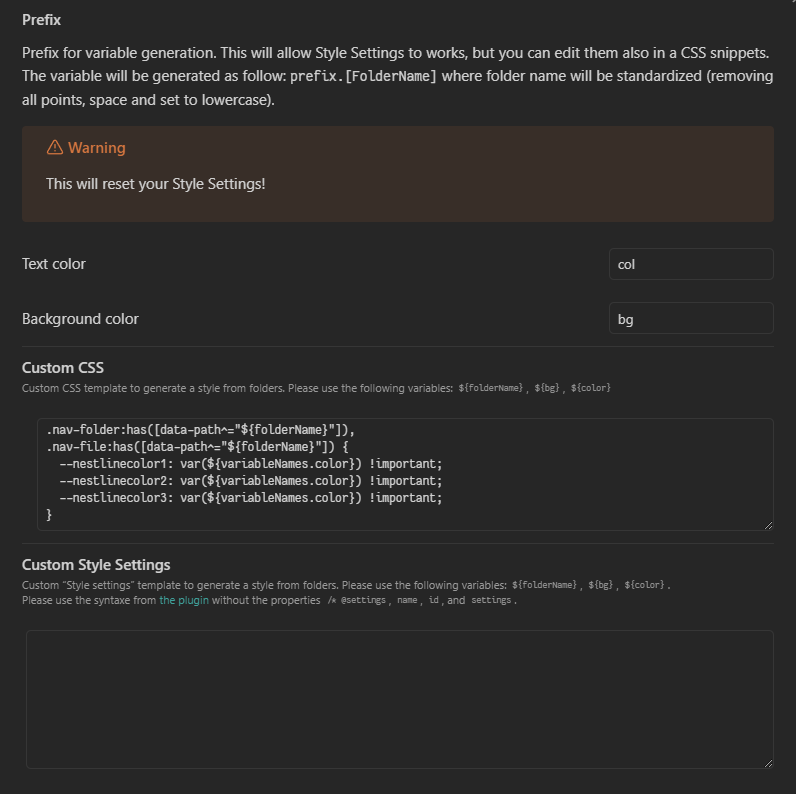 Prefix
Prefix for variable generation. This will allow Style Settings to works, but you can edit them also in a CSS snippets.
The variable will be generated as follow: prefix.[FolderName] where folder name will be standardized (removing
all points, space and set to lowercase).
Warning
This will reset your Style Settings!
Text color
col
Background color
bg
Custom CSS
Custom CSS template to generate a style from folders. Please use the following variables: ${folderName}, ${bg}, ${color}
.nav-folder:has([data-path^="${folderName}"]),
.nav-file:has([data-path^="${folderName}"]) {
  --nestlinecolor1: var(${variableNames.color}) !important;
  --nestlinecolor2: var(${variableNames.color}) !important;
  --nestlinecolor3: var(${variableNames.color}) !important;
}
Custom Style Settings
Custom “Style settings” template to generate a style from folders. Please use the following variables: ${folderName}, ${bg}, ${color}.
Please use the syntaxe from the plugin without the properties /* @settings, name, id, and settings.